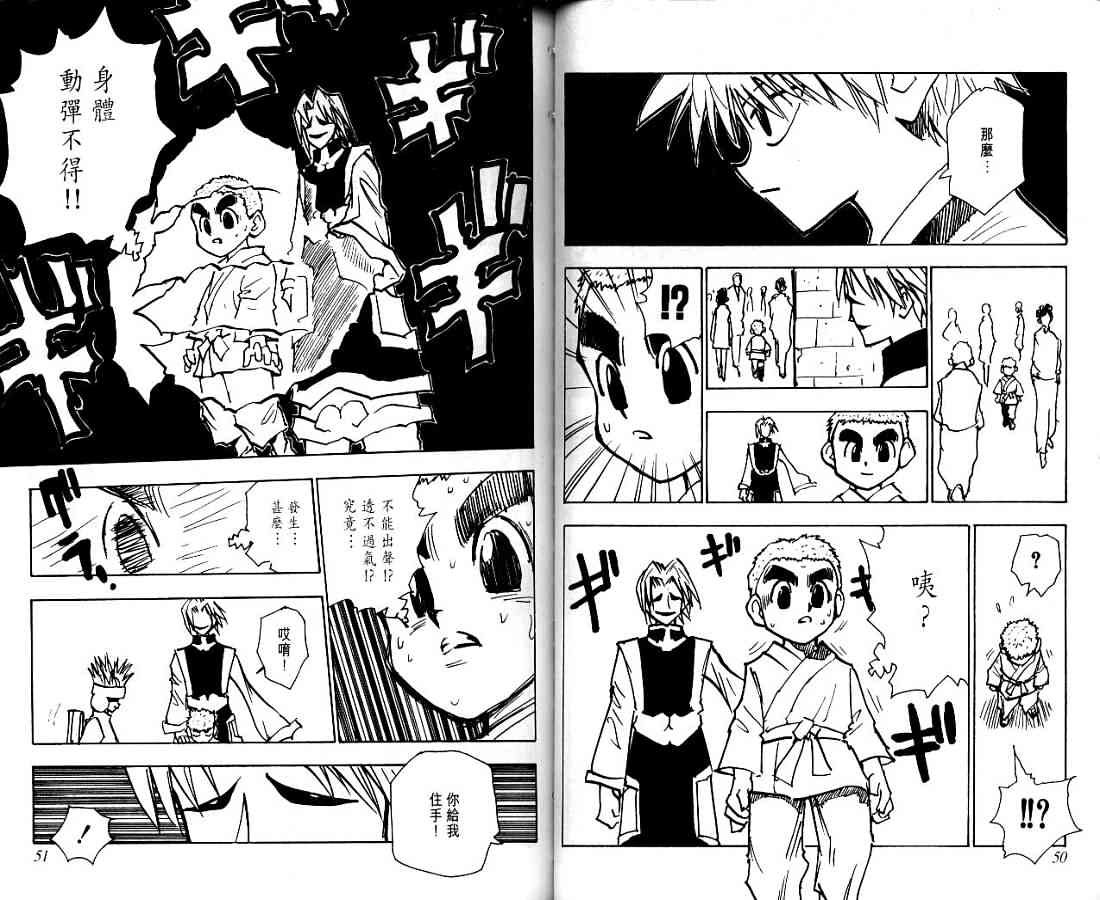 那麼…
!?
?
!!?
咦?
ギ
ギ
ギ
ギ
50
身體
動彈不得!!
ギ
ギ
ギ
ギ
不能出聲!?
透不過氣!?
究竟…
發生…
甚麼…
哎唷!
你給我
住手!
!
51